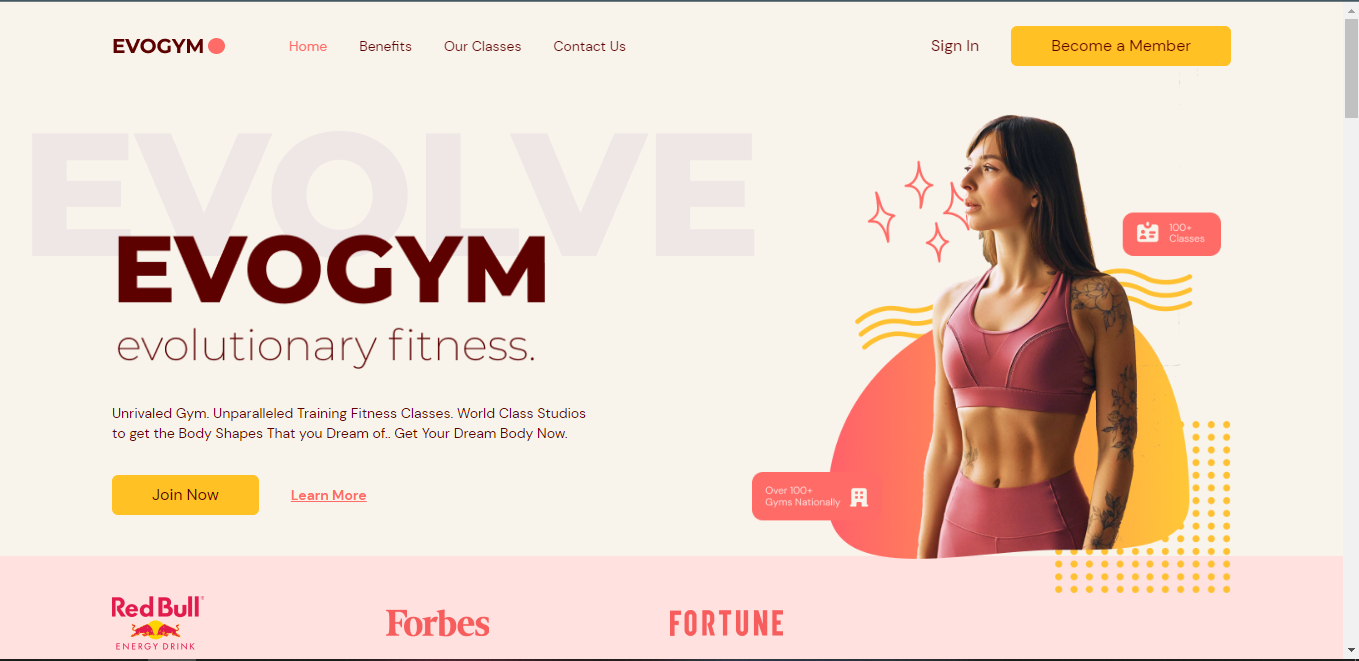 EVOGYM
Home
Benefits
Our Classes
Contact Us
Sign In
Become a Member
EVOLVE
EVOGYM
evolutionary fitness.
100+
Classes
Unrivaled Gym. Unparalleled Training Fitness Classes. World Class Studios
to get the Body Shapes That you Dream of.. Get Your Dream Body Now.
Join Now
Learn More
Over 100+
Gyms Nationally
Red Bull
ENERGY DRINK
Forbes
FORTUNE